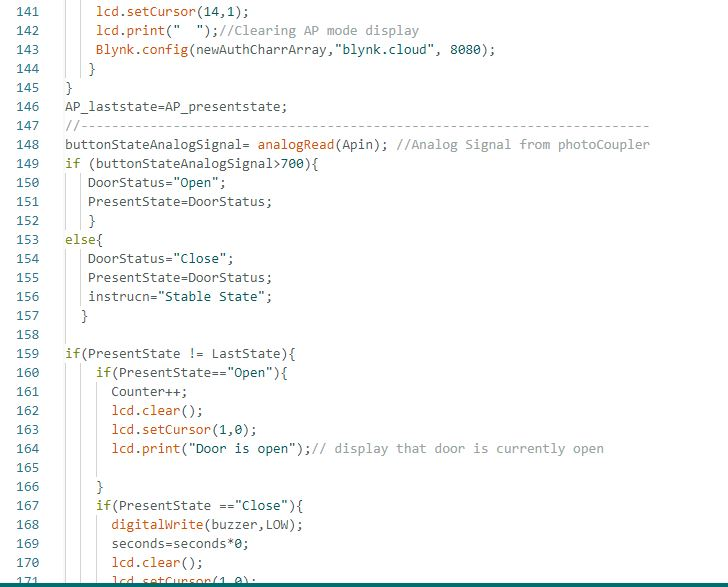 141 lcd.setCursor(14,1);
142 lcd.print("  ");//Clearing AP mode display
143 Blynk.config(newAuthCharrArray,"blynk.cloud", 8080);
144 }
145 }
146 AP_laststate=AP_presentstate;
147 //--------------------------------------------------------------------------
148 buttonStateAnalogSignal= analogRead(Apin); //Analog Signal from photoCoupler
149 if (buttonStateAnalogSignal>700){
150 DoorStatus="Open";
151 PresentState=DoorStatus;
152 }
153 else{
154 DoorStatus="Close";
155 PresentState=DoorStatus;
156 instrucn="Stable State";
157 }
158
159 if(PresentState != LastState){
160 if(PresentState=="Open"){
161 Counter++;
162 lcd.clear();
163 lcd.setCursor(1,0);
164 lcd.print("Door is open");// display that door is currently open
165
166 }
167 if(PresentState =="Close"){
168 digitalWrite(buzzer,LOW);
169 seconds=seconds*0;
170 lcd.clear();
171 lcd.setCursor(1,0);